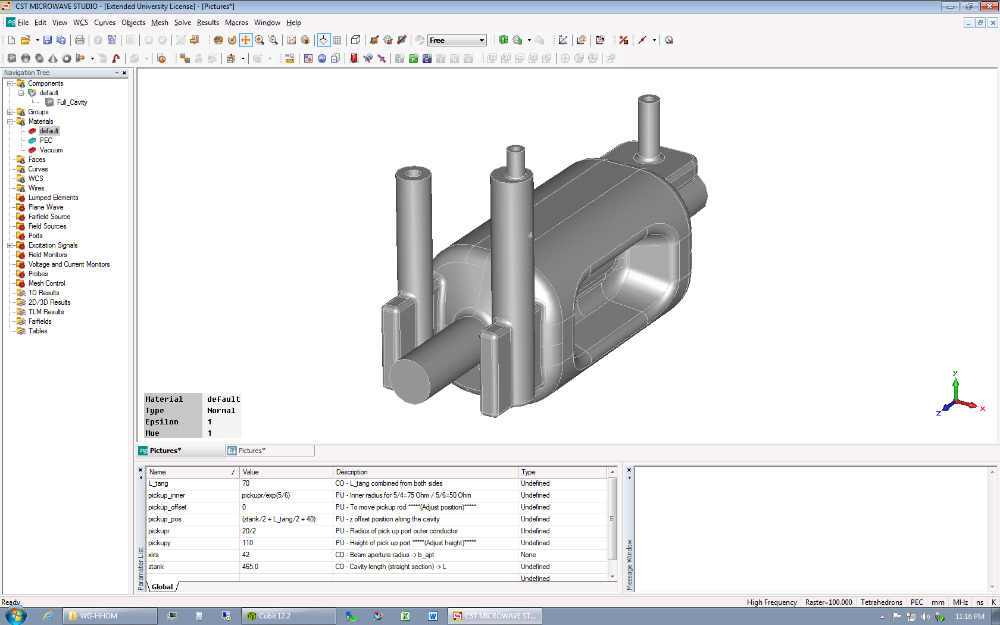 CST MICROWAVE STUDIO - [Extended University License] - [Pictures*]
File Edit View WCS Curves Objects Mesh Solve Results Macros Window Help
Free
Navigation Tree
Components
default
Full_Cavity
Groups
Materials
default
PEC
Vacuum
Faces
Curves
WCS
Wires
Lumped Elements
Plane Wave
Farfield Source
Field Sources
Ports
Excitation Signals
Field Monitors
Voltage and Current Monitors
Probes
Mesh Control
1D Results
2D/3D Results
TLM Results
Farfields
Tables
y
x
z
Material default
Type Normal
Epsilon 1
Mue 1
Pictures* Pictures*
Name / Value Description Type
L_tang 70 CO - L_tang combined from both sides Undefined
pickup_inner pickupr/exp(5/6) PU - Inner radius for 5/4=75 Ohm / 5/6=50 Ohm Undefined
pickup_offset 0 PU - To move pickup rod *****(Adjust position)***** Undefined
pickup_pos (ztank/2 + L_tang/2 + 40) PU - z offset position along the cavity Undefined
pickupr 20/2 PU - Radius of pick up port outer conductor Undefined
pickupy 110 PU - Height of pick up port *****(Adjust height)***** Undefined
xiris 42 CO - Beam aperture radius -> b_apt None
ztank 465.0 CO - Cavity length (straight section) -> L Undefined
Undefined
Global
Parameter List
Message Window
Ready
High Frequency Raster=100.000 Tetrahedrons PEC mm MHz ns K
WG-HHOM Cubit 12.2 CST MICROWAVE ST... 11:16 PM